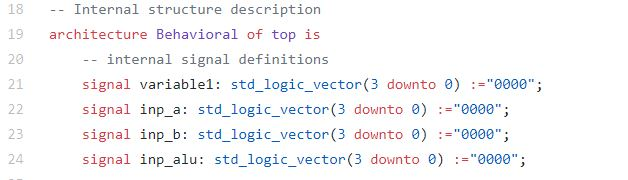 18 -- Internal structure description
19 architecture Behavioral of top is
20 -- internal signal definitions
21 signal variable1: std_logic_vector(3 downto 0) :="0000";
22 signal inp_a: std_logic_vector(3 downto 0) :="0000";
23 signal inp_b: std_logic_vector(3 downto 0) :="0000";
24 signal inp_alu: std_logic_vector(3 downto 0) :="0000";